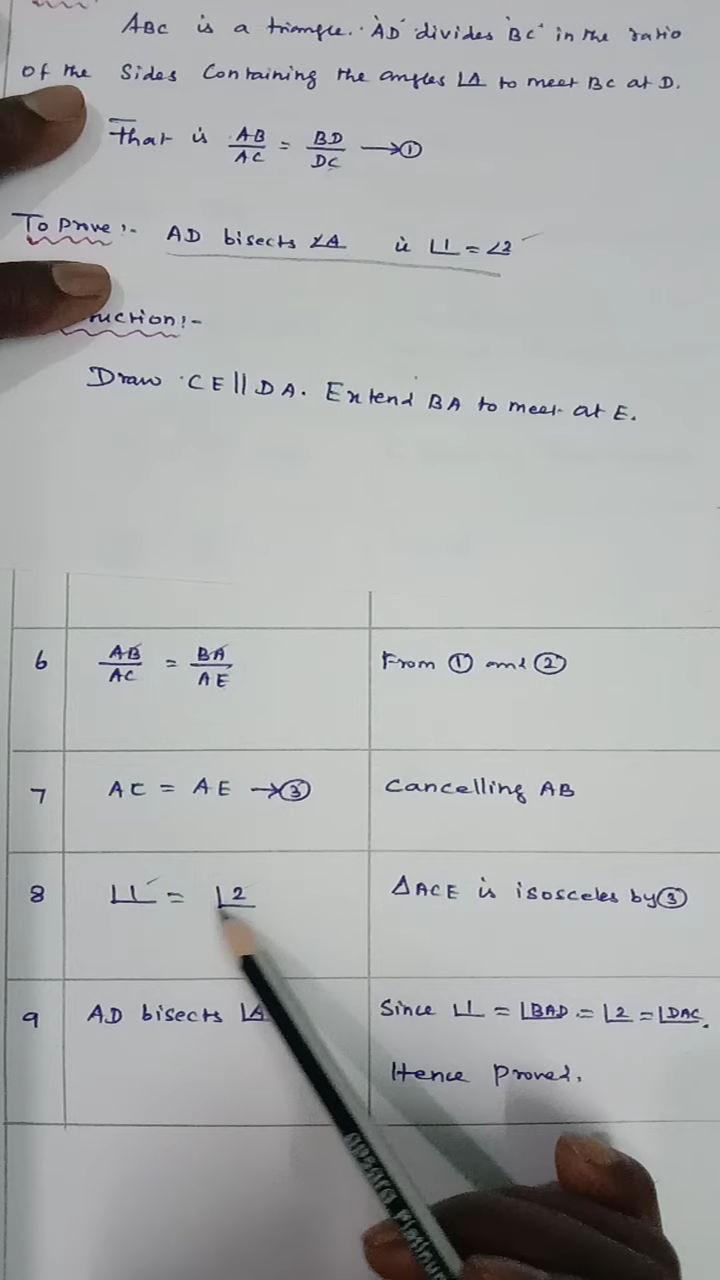 ABC is a triangle. AD divides BC in the ratio
of the Sides Containing the angles ∠A to meet BC at D.
That is AB/AC = BD/DC → ①
To Prove :- AD bisects ∠A ie ∠1 = ∠2
uction :-
Draw CE || DA. Extend BA to meet at E.
6 AB/AC = BA/AE From ① and ②
7 AC = AE → ③ Cancelling AB
8 ∠1 = ∠2 ΔACE is isosceles by ③
9 AD bisects ∠A Since ∠1 = ∠BAD = ∠2 = ∠DAC.
Hence Proved.
apsara Platinum